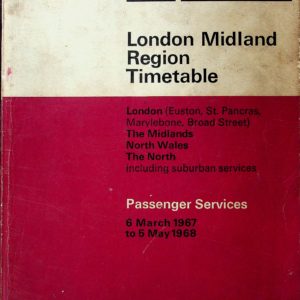 London Midland
Region
Timetable
London (Euston, St. Pancras,
Marylebone, Broad Street)
The Midlands
North Wales
The North
including suburban services
Passenger Services
6 March 1967
to 5 May 1968